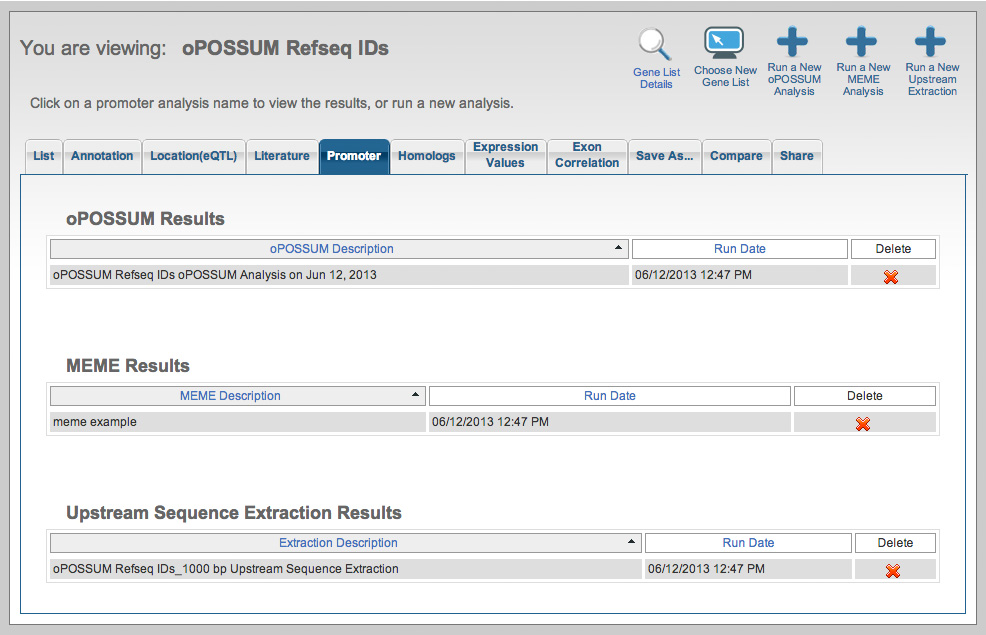 You are viewing: oPOSSUM Refseq IDs
Gene List
Details
Choose New
Gene List
Run a New
oPOSSUM
Analysis
Run a New
MEME
Analysis
Run a New
Upstream
Extraction
Click on a promoter analysis name to view the results, or run a new analysis.
List
Annotation
Location(eQTL)
Literature
Promoter
Homologs
Expression
Values
Exon
Correlation
Save As...
Compare
Share
oPOSSUM Results
oPOSSUM Description Run Date Delete
oPOSSUM Refseq IDs oPOSSUM Analysis on Jun 12, 2013 06/12/2013 12:47 PM
MEME Results
MEME Description Run Date Delete
meme example 06/12/2013 12:47 PM
Upstream Sequence Extraction Results
Extraction Description Run Date Delete
oPOSSUM Refseq IDs_1000 bp Upstream Sequence Extraction 06/12/2013 12:47 PM